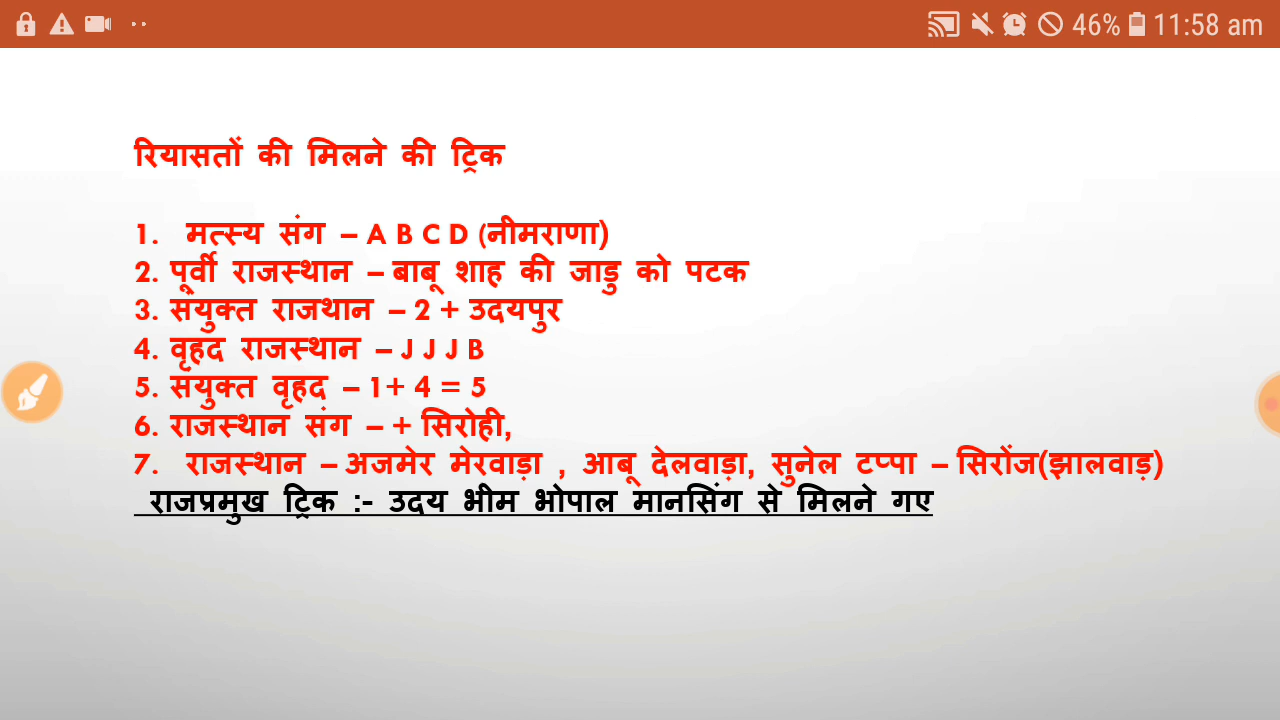 46% 11:58 am
रियासतों की मिलने की ट्रिक
1. मत्स्य संग – A B C D (नीमराणा)
2. पूर्वी राजस्थान – बाबू शाह की जाडु को पटक
3. संयुक्त राजथान – 2 + उदयपुर
4. वृहद राजस्थान – J J J B
5. संयुक्त वृहद – 1+ 4 = 5
6. राजस्थान संग – + सिरोही,
7. राजस्थान – अजमेर मेरवाड़ा , आबू देलवाड़ा, सुनेल टप्पा – सिरोंज(झालवाड़)
राजप्रमुख ट्रिक :- उदय भीम भोपाल मानसिंग से मिलने गए